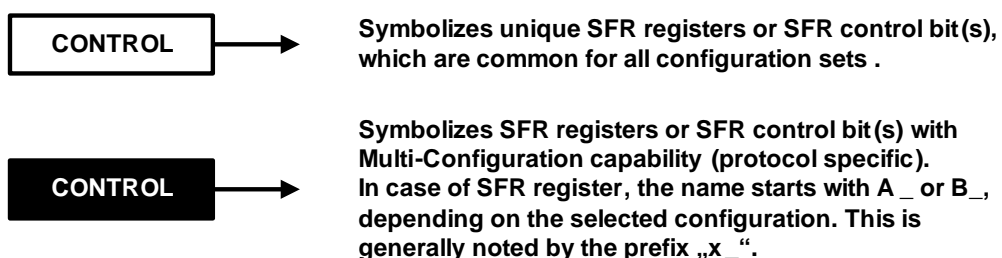 CONTROL
Symbolizes unique SFR registers or SFR control bit(s),
which are common for all configuration sets .
CONTROL
Symbolizes SFR registers or SFR control bit(s) with
Multi-Configuration capability (protocol specific).
In case of SFR register, the name starts with A _ or B_,
depending on the selected configuration. This is
generally noted by the prefix „x_“.